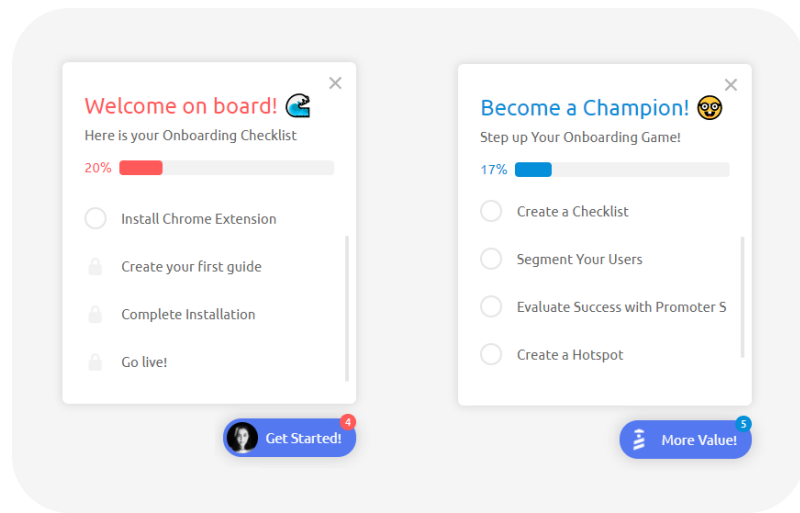 Welcome on board!
Here is your Onboarding Checklist
20%
Install Chrome Extension
Create your first guide
Complete Installation
Go live!
4
Get Started!
Become a Champion!
Step up Your Onboarding Game!
17%
Create a Checklist
Segment Your Users
Evaluate Success with Promoter S
Create a Hotspot
5
More Value!